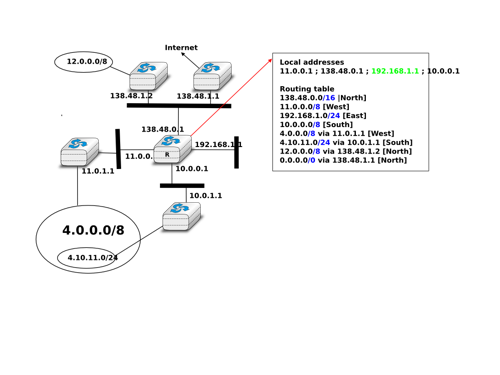 Internet
12.0.0.0/8
138.48.1.2
138.48.1.1
138.48.0.1
192.168.1.1
R
11.0.0.
11.0.1.1
10.0.0.1
10.0.1.1
4.0.0.0/8
4.10.11.0/24
Local addresses
11.0.0.1 ; 138.48.0.1 ; 192.168.1.1 ; 10.0.0.1
Routing table
138.48.0.0/16 |North]
11.0.0.0/8 [West]
192.168.1.0/24 [East]
10.0.0.0/8 [South]
4.0.0.0/8 via 11.0.1.1 [West]
4.10.11.0/24 via 10.0.1.1 [South]
12.0.0.0/8 via 138.48.1.2 [North]
0.0.0.0/0 via 138.48.1.1 [North]